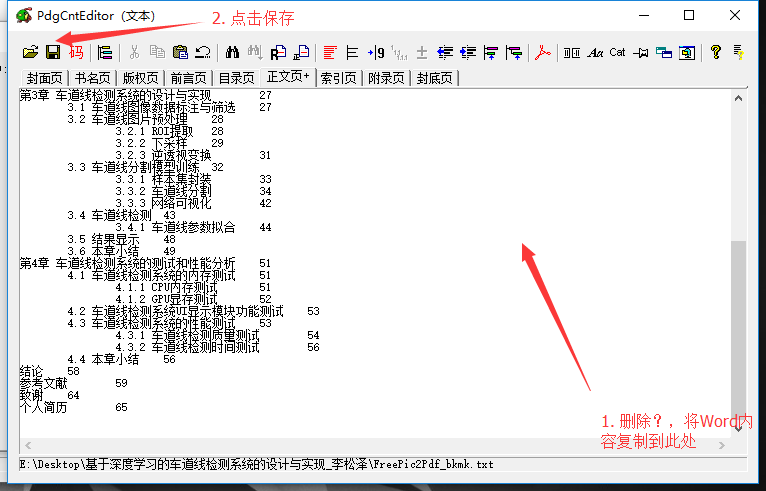 PdgCntEditor（文本）
2. 点击保存
码
Aa Cat
封面页 书名页 版权页 前言页 目录页 正文页+ 索引页 附录页 封底页
第3章 车道线检测系统的设计与实现 27
3.1 车道线图像数据标注与筛选 27
3.2 车道线图片预处理 28
3.2.1 ROI提取 28
3.2.2 下采样 29
3.2.3 逆透视变换 31
3.3 车道线分割模型训练 32
3.3.1 样本集封装 33
3.3.2 车道线分割 34
3.3.3 网络可视化 42
3.4 车道线检测 43
3.4.1 车道线参数拟合 44
3.5 结果显示 48
3.6 本章小结 49
第4章 车道线检测系统的测试和性能分析 51
4.1 车道线检测系统的内存测试 51
4.1.1 CPU内存测试 51
4.1.2 GPU显存测试 52
4.2 车道线检测系统UI显示模块功能测试 53
4.3 车道线检测系统的性能测试 53
4.3.1 车道线检测质量测试 54
4.3.2 车道线检测时间测试 56
4.4 本章小结 56
结论 58
参考文献 59
致谢 64
个人简历 65
1. 删除？，将Word内
容复制到此处
E:\Desktop\基于深度学习的车道线检测系统的设计与实现_李松泽\FreePic2Pdf_bkmk.txt